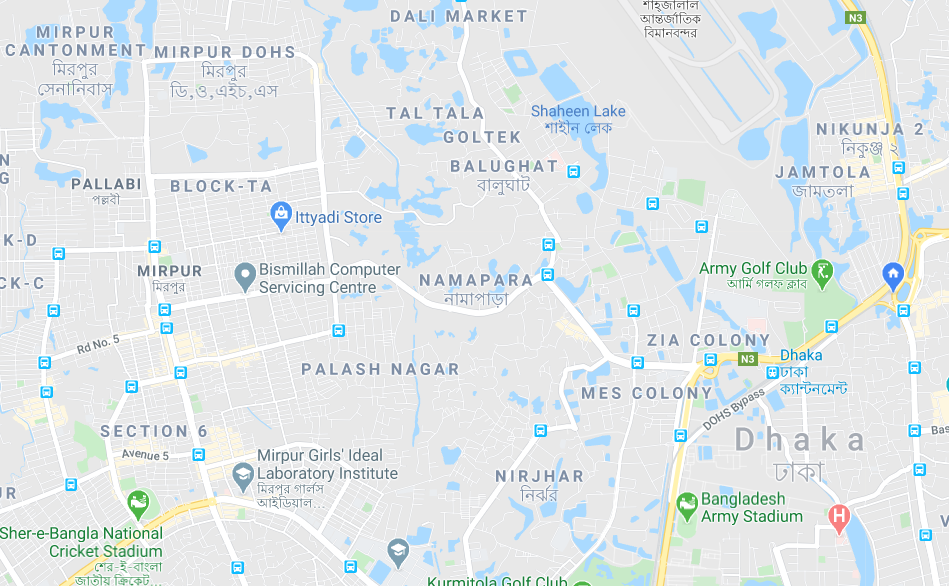 DALI MARKET
শাহজালাল
আন্তর্জাতিক
বিমানবন্দর
N3
MIRPUR
CANTONMENT
মিরপুর
সেনানিবাস
MIRPUR DOHS
মিরপুর
ডি,ও,এইচ,এস
TAL TALA
GOLTEK
Shaheen Lake
শাহীন লেক
NIKUNJA 2
নিকুঞ্জ ২
BALUGHAT
বালুঘাট
JAMTOLA
জামতলা
N
G
PALLABI
পল্লবী
BLOCK-TA
Ittyadi Store
K-D
CK-C
MIRPUR
মিরপুর
Bismillah Computer
Servicing Centre
NAMAPARA
নামাপাড়া
Army Golf Club
আর্মি গলফ ক্লাব
Rd No. 5
ZIA COLONY
N3
Dhaka
ঢাকা
ক্যান্টনমেন্ট
PALASH NAGAR
MES COLONY
DOHS Bypass
SECTION 6
Dhaka
ঢাকা
Bas
Avenue 5
Mirpur Girls' Ideal
Laboratory Institute
মিরপুর গার্লস
আইডিয়াল...
NIRJHAR
নির্ঝর
UR
Bangladesh
Army Stadium
H
V
Sher-e-Bangla National
Cricket Stadium
শের-ই-বাংলা
জাতীয় ক্রিকেট...
Kurmitola Golf Club